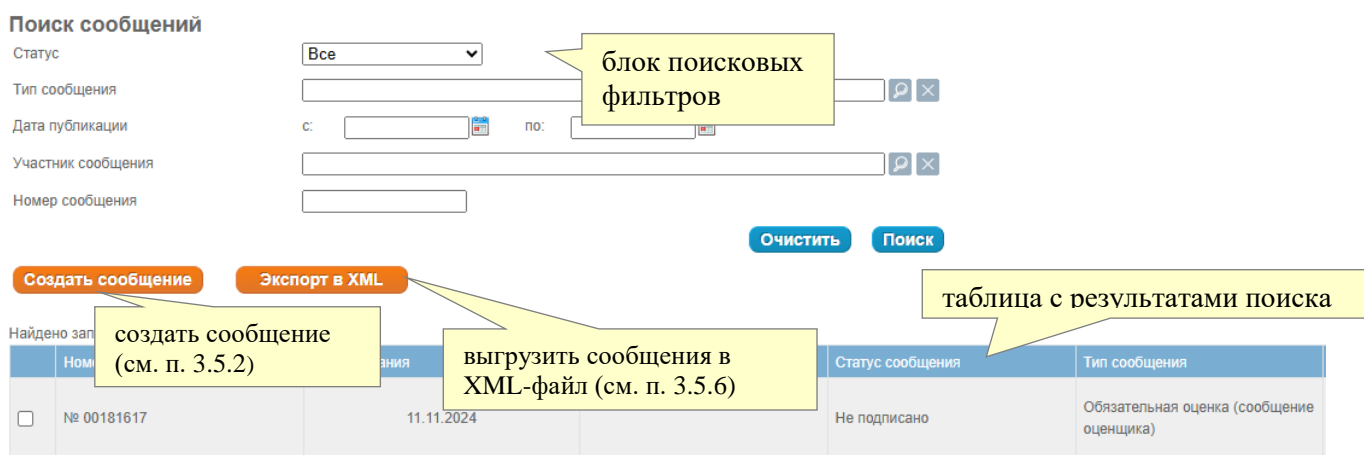 Поиск сообщений
Статус
Все
блок поисковых
фильтров
Тип сообщения
Дата публикации
с:
по:
Участник сообщения
Номер сообщения
Очистить
Поиск
Создать сообщение
Экспорт в XML
таблица с результатами поиска
создать сообщение
(см. п. 3.5.2)
выгрузить сообщения в
XML-файл (см. п. 3.5.6)
Найдено
Статус сообщения
Тип сообщения
№ 00181617
11.11.2024
Не подписано
Обязательная оценка (сообщение
оценщика)